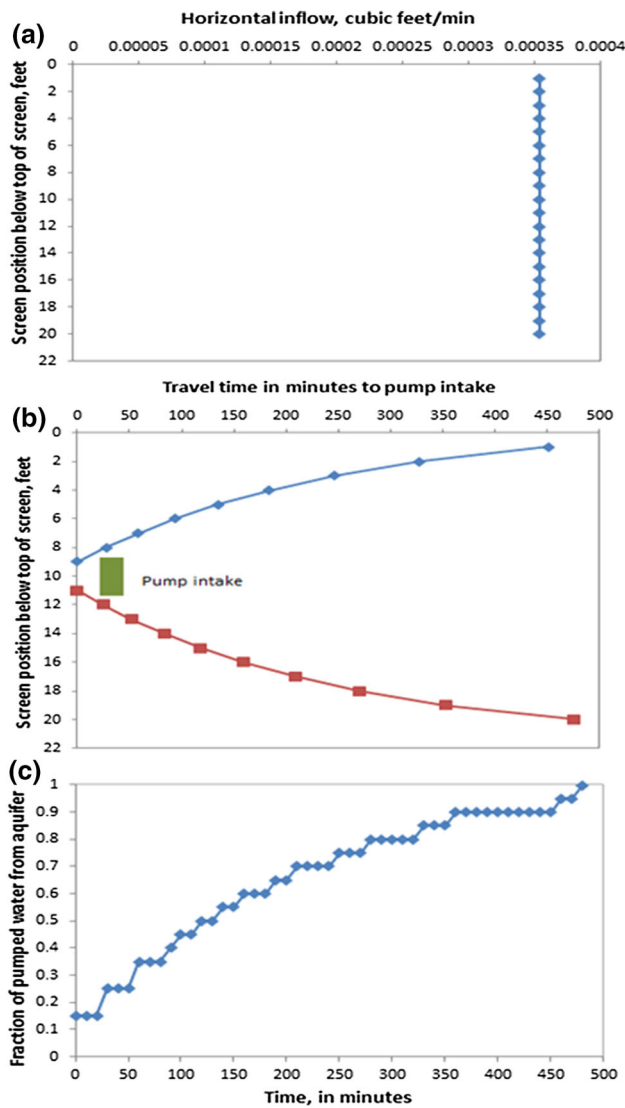 (a)
Horizontal inflow, cubic feet/min
0 0.00005 0.0001 0.00015 0.0002 0.00025 0.0003 0.00035 0.0004
Screen position below top of screen, feet
0
2
4
6
8
10
12
14
16
18
20
22
(b)
Travel time in minutes to pump intake
0 50 100 150 200 250 300 350 400 450 500
Screen position below top of screen, feet
0
2
4
6
8
10
12
14
16
18
20
22
Pump intake
(c)
Fraction of pumped water from aquifer
1
0.9
0.8
0.7
0.6
0.5
0.4
0.3
0.2
0.1
0
0 50 100 150 200 250 300 350 400 450 500
Time, in minutes